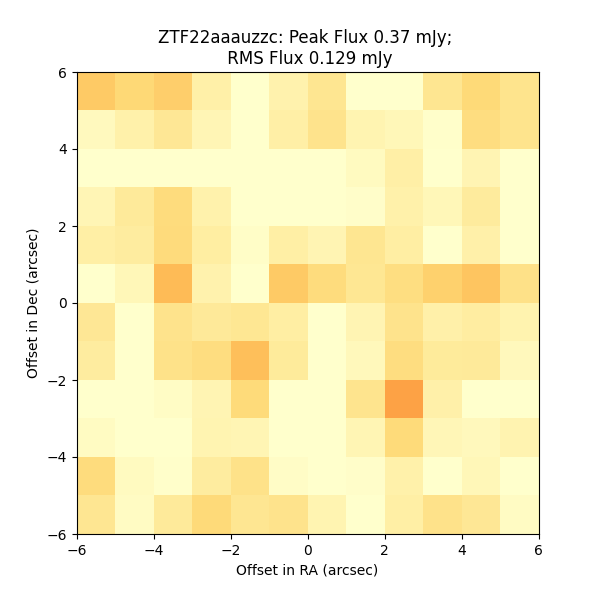 ZTF22aaauzzc: Peak Flux 0.37 mJy;
RMS Flux 0.129 mJy
6
4
2
0
−2
−4
−6
Offset in Dec (arcsec)
−6 −4 −2 0 2 4 6
Offset in RA (arcsec)